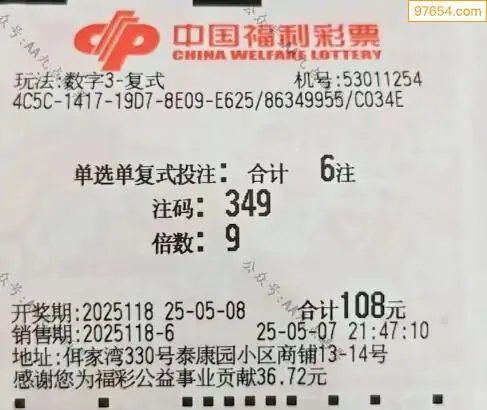 97654.com
中国福利彩票
CHINA WELFARE LOTTERY
玩法:数字3-复式 机号:53011254
4C5C-1417-19D7-8E09-E625/86349955/C034E
单选单复式投注: 合计 6注
注码: 349
倍数: 9
开奖期:2025118 25-05-08 合计108元
销售期:2025118-6 25-05-07 21:47:10
地址:佴家湾330号泰康园小区商铺13-14号
感谢您为福彩公益事业贡献36.72元